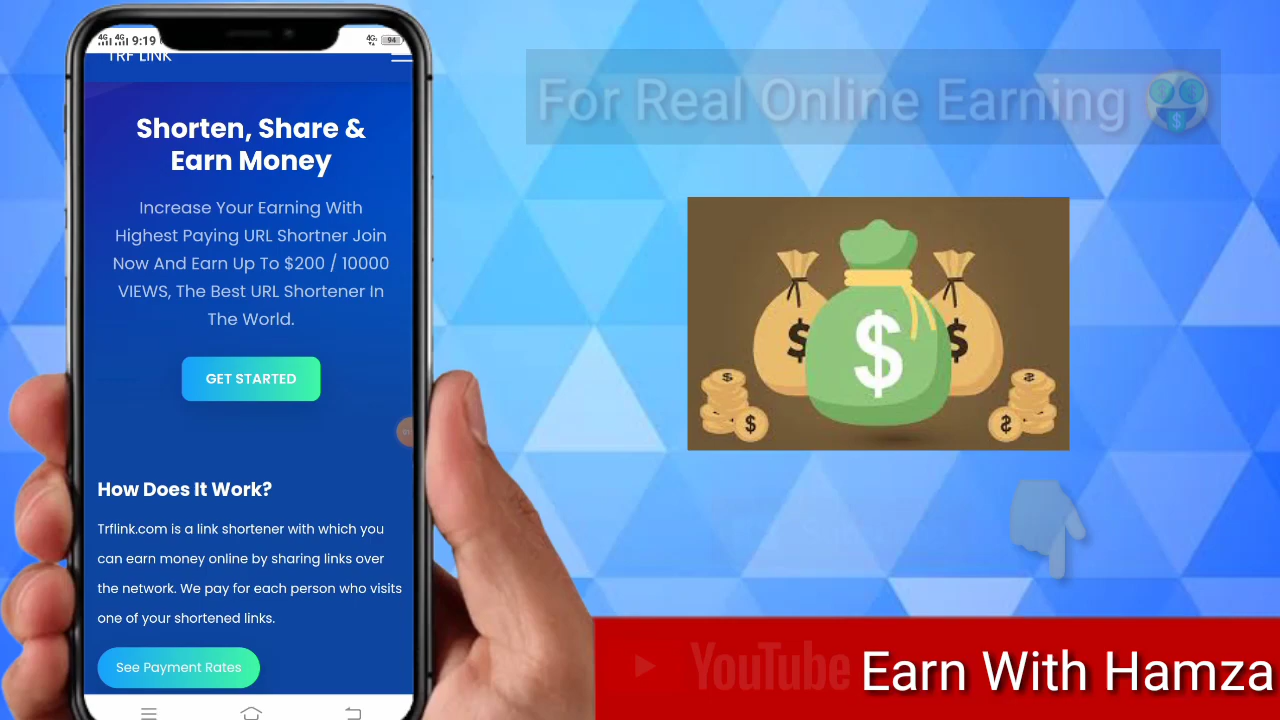 4G 4G 9:19
4G 94
TRF LINK
Shorten, Share &
Earn Money
Increase Your Earning With
Highest Paying URL Shortner Join
Now And Earn Up To $200 / 10000
VIEWS, The Best URL Shortener In
The World.
GET STARTED
How Does It Work?
Trflink.com is a link shortener with which you
can earn money online by sharing links over
the network. We pay for each person who visits
one of your shortened links.
See Payment Rates
For Real Online Earning
$ $ $
$ $
$ $
YouTube Earn With Hamza